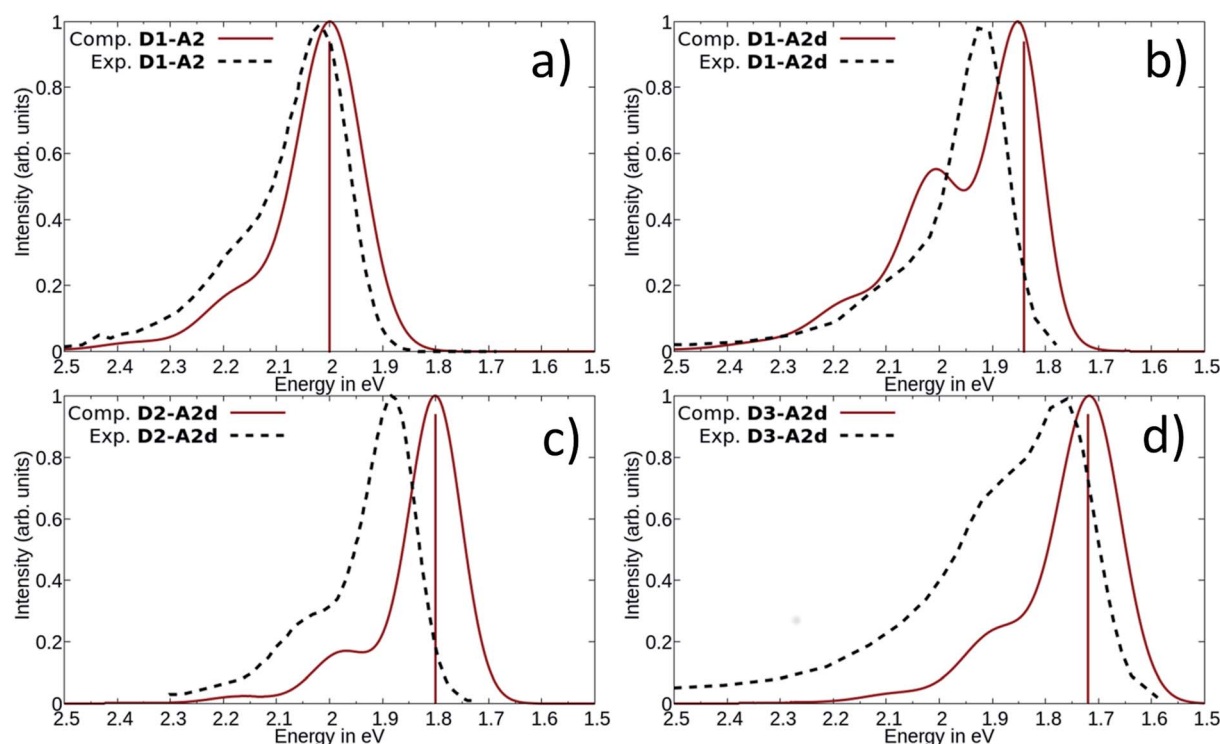 Comp. D1-A2
Exp. D1-A2
a)
Intensity (arb. units)
1
0.8
0.6
0.4
0.2
0
2.5 2.4 2.3 2.2 2.1 2 1.9 1.8 1.7 1.6 1.5
Energy in eV
Comp. D1-A2d
Exp. D1-A2d
b)
Intensity (arb. units)
1
0.8
0.6
0.4
0.2
0
2.5 2.4 2.3 2.2 2.1 2 1.9 1.8 1.7 1.6 1.5
Energy in eV
Comp. D2-A2d
Exp. D2-A2d
c)
Intensity (arb. units)
1
0.8
0.6
0.4
0.2
0
2.5 2.4 2.3 2.2 2.1 2 1.9 1.8 1.7 1.6 1.5
Energy in eV
Comp. D3-A2d
Exp. D3-A2d
d)
Intensity (arb. units)
1
0.8
0.6
0.4
0.2
0
2.5 2.4 2.3 2.2 2.1 2 1.9 1.8 1.7 1.6 1.5
Energy in eV